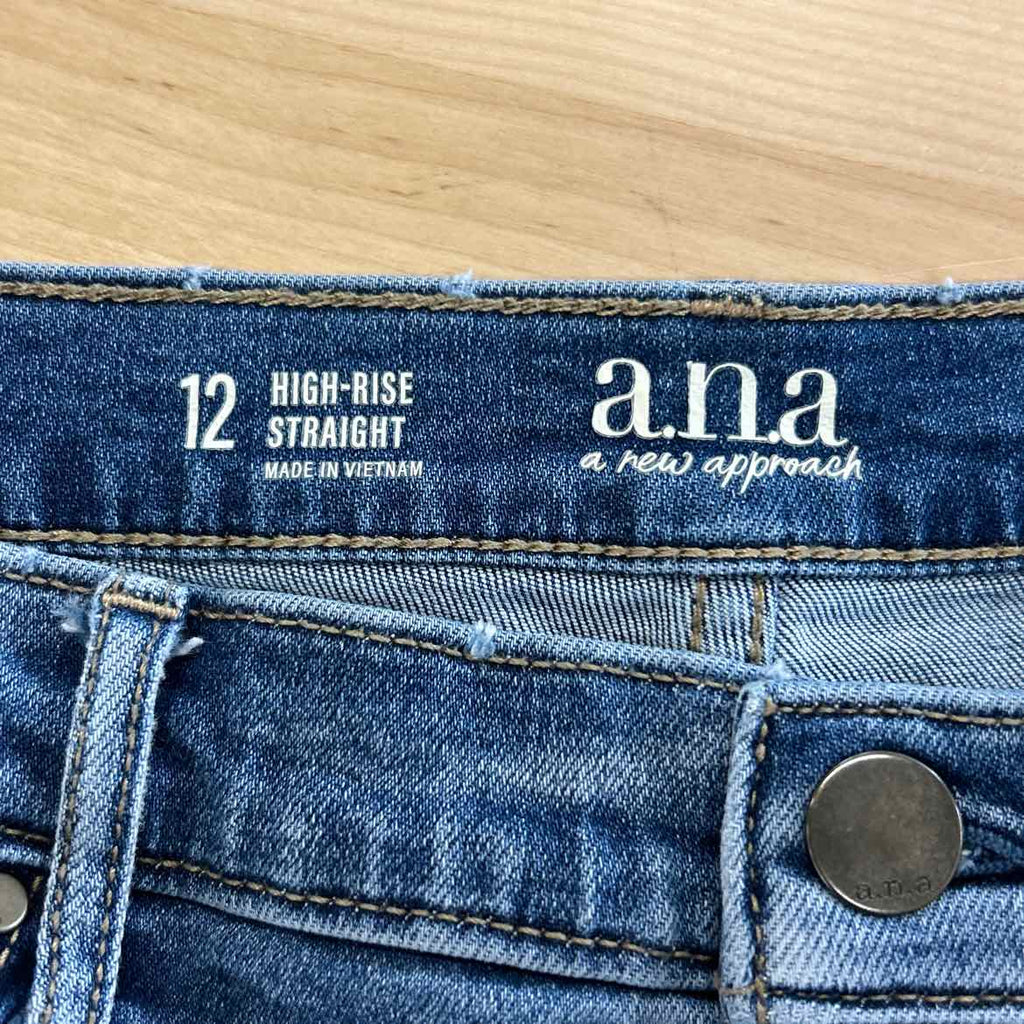 12
HIGH-RISE
STRAIGHT
MADE IN VIETNAM
a.n.a
a new approach
a.n.a